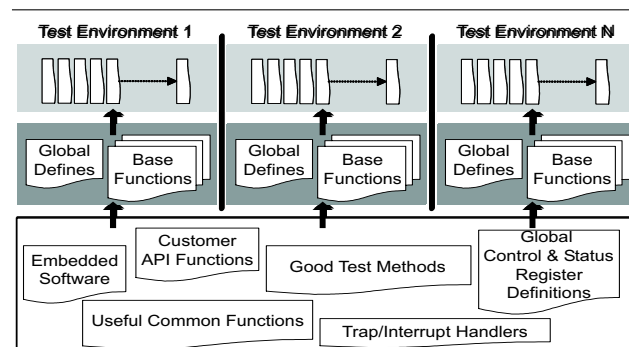 Test Environment 1
Test Environment 2
Test Environment N
Global
Defines
Base
Functions
Global
Defines
Base
Functions
Global
Defines
Base
Functions
Embedded
Software
Customer
API Functions
Good Test Methods
Global
Control & Status
Register
Definitions
Useful Common Functions
Trap/Interrupt Handlers